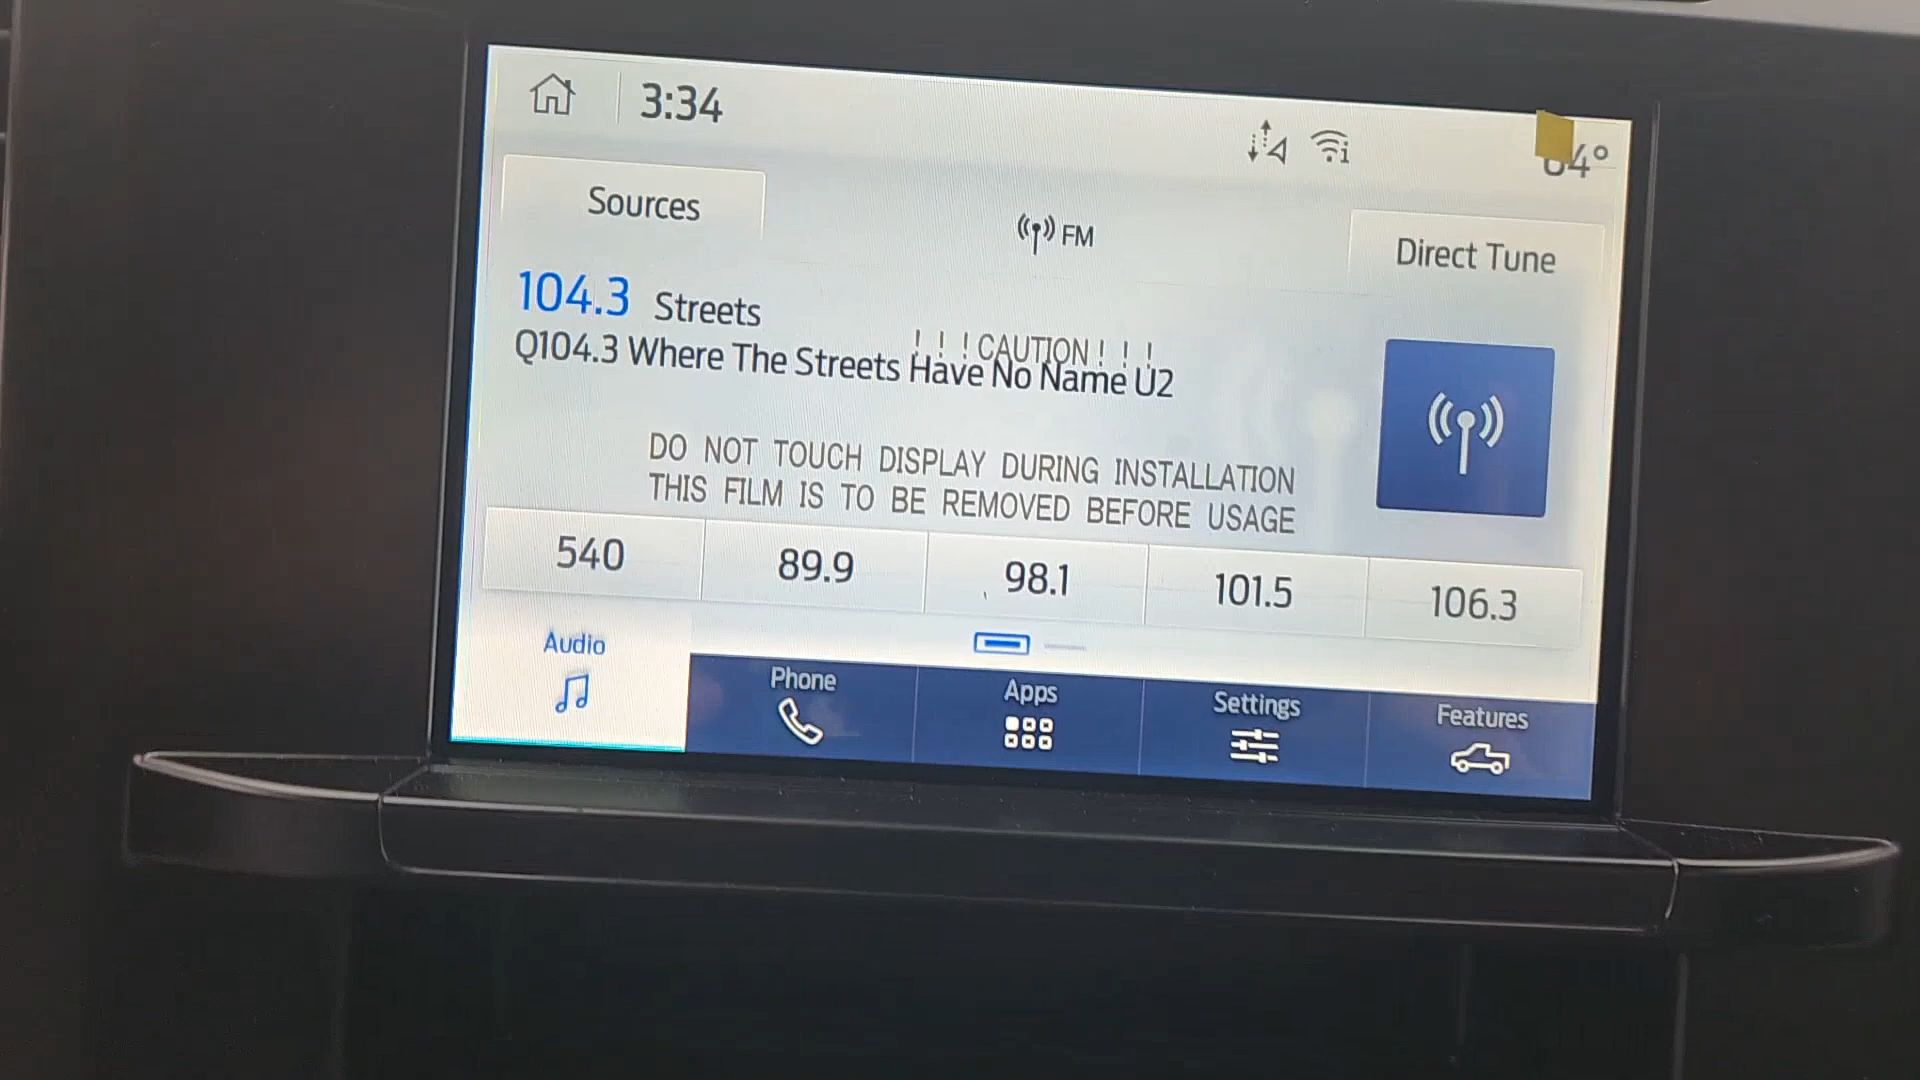 3:34
Sources
FM
Direct Tune
104.3 Streets
! ! ! CAUTION ! ! !
Q104.3 Where The Streets Have No Name U2
DO NOT TOUCH DISPLAY DURING INSTALLATION
THIS FILM IS TO BE REMOVED BEFORE USAGE
540 89.9 98.1 101.5 106.3
Audio Phone Apps Settings Features